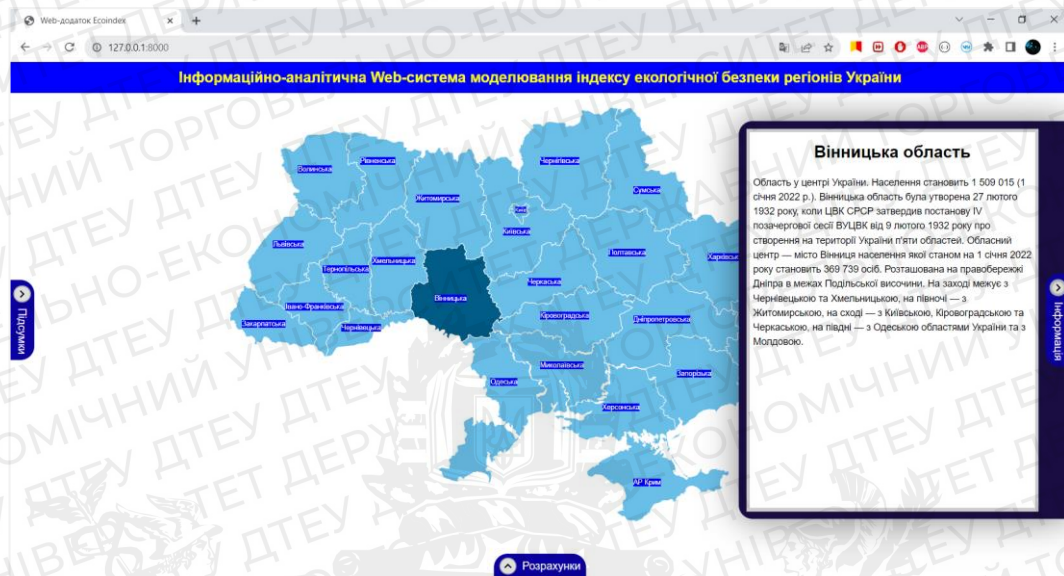 Web-додаток Ecoindex
127.0.0.1:8000
Інформаційно-аналітична Web-система моделювання індексу екологічної безпеки регіонів України
Волинська
Рівненська
Житомирська
Чернігівська
Сумська
Київ
Київська
Львівська
Тернопільська
Хмельницька
Вінницька
Черкаська
Полтавська
Харківськ
Івано-Франківська
Закарпатська
Чернівецька
Кіровоградська
Дніпропетровська
Миколаївська
Одеська
Запорізька
Херсонська
АР Крим
Підсумки
Вінницька область
Область у центрі України. Населення становить 1 509 015 (1
січня 2022 р.). Вінницька область була утворена 27 лютого
1932 року, коли ЦВК СРСР затвердив постанову IV
позачергової сесії ВУЦВК від 9 лютого 1932 року про
створення на території України п'яти областей. Обласний
центр — місто Вінниця населення якої станом на 1 січня 2022
року становить 369 739 осіб. Розташована на правобережжі
Дніпра в межах Подільської височини. На заході межує з
Чернівецькою та Хмельницькою, на півночі — з
Житомирською, на сході — з Київською, Кіровоградською та
Черкаською, на півдні — з Одеською областями України та з
Молдовою.
Інформація
Розрахунки